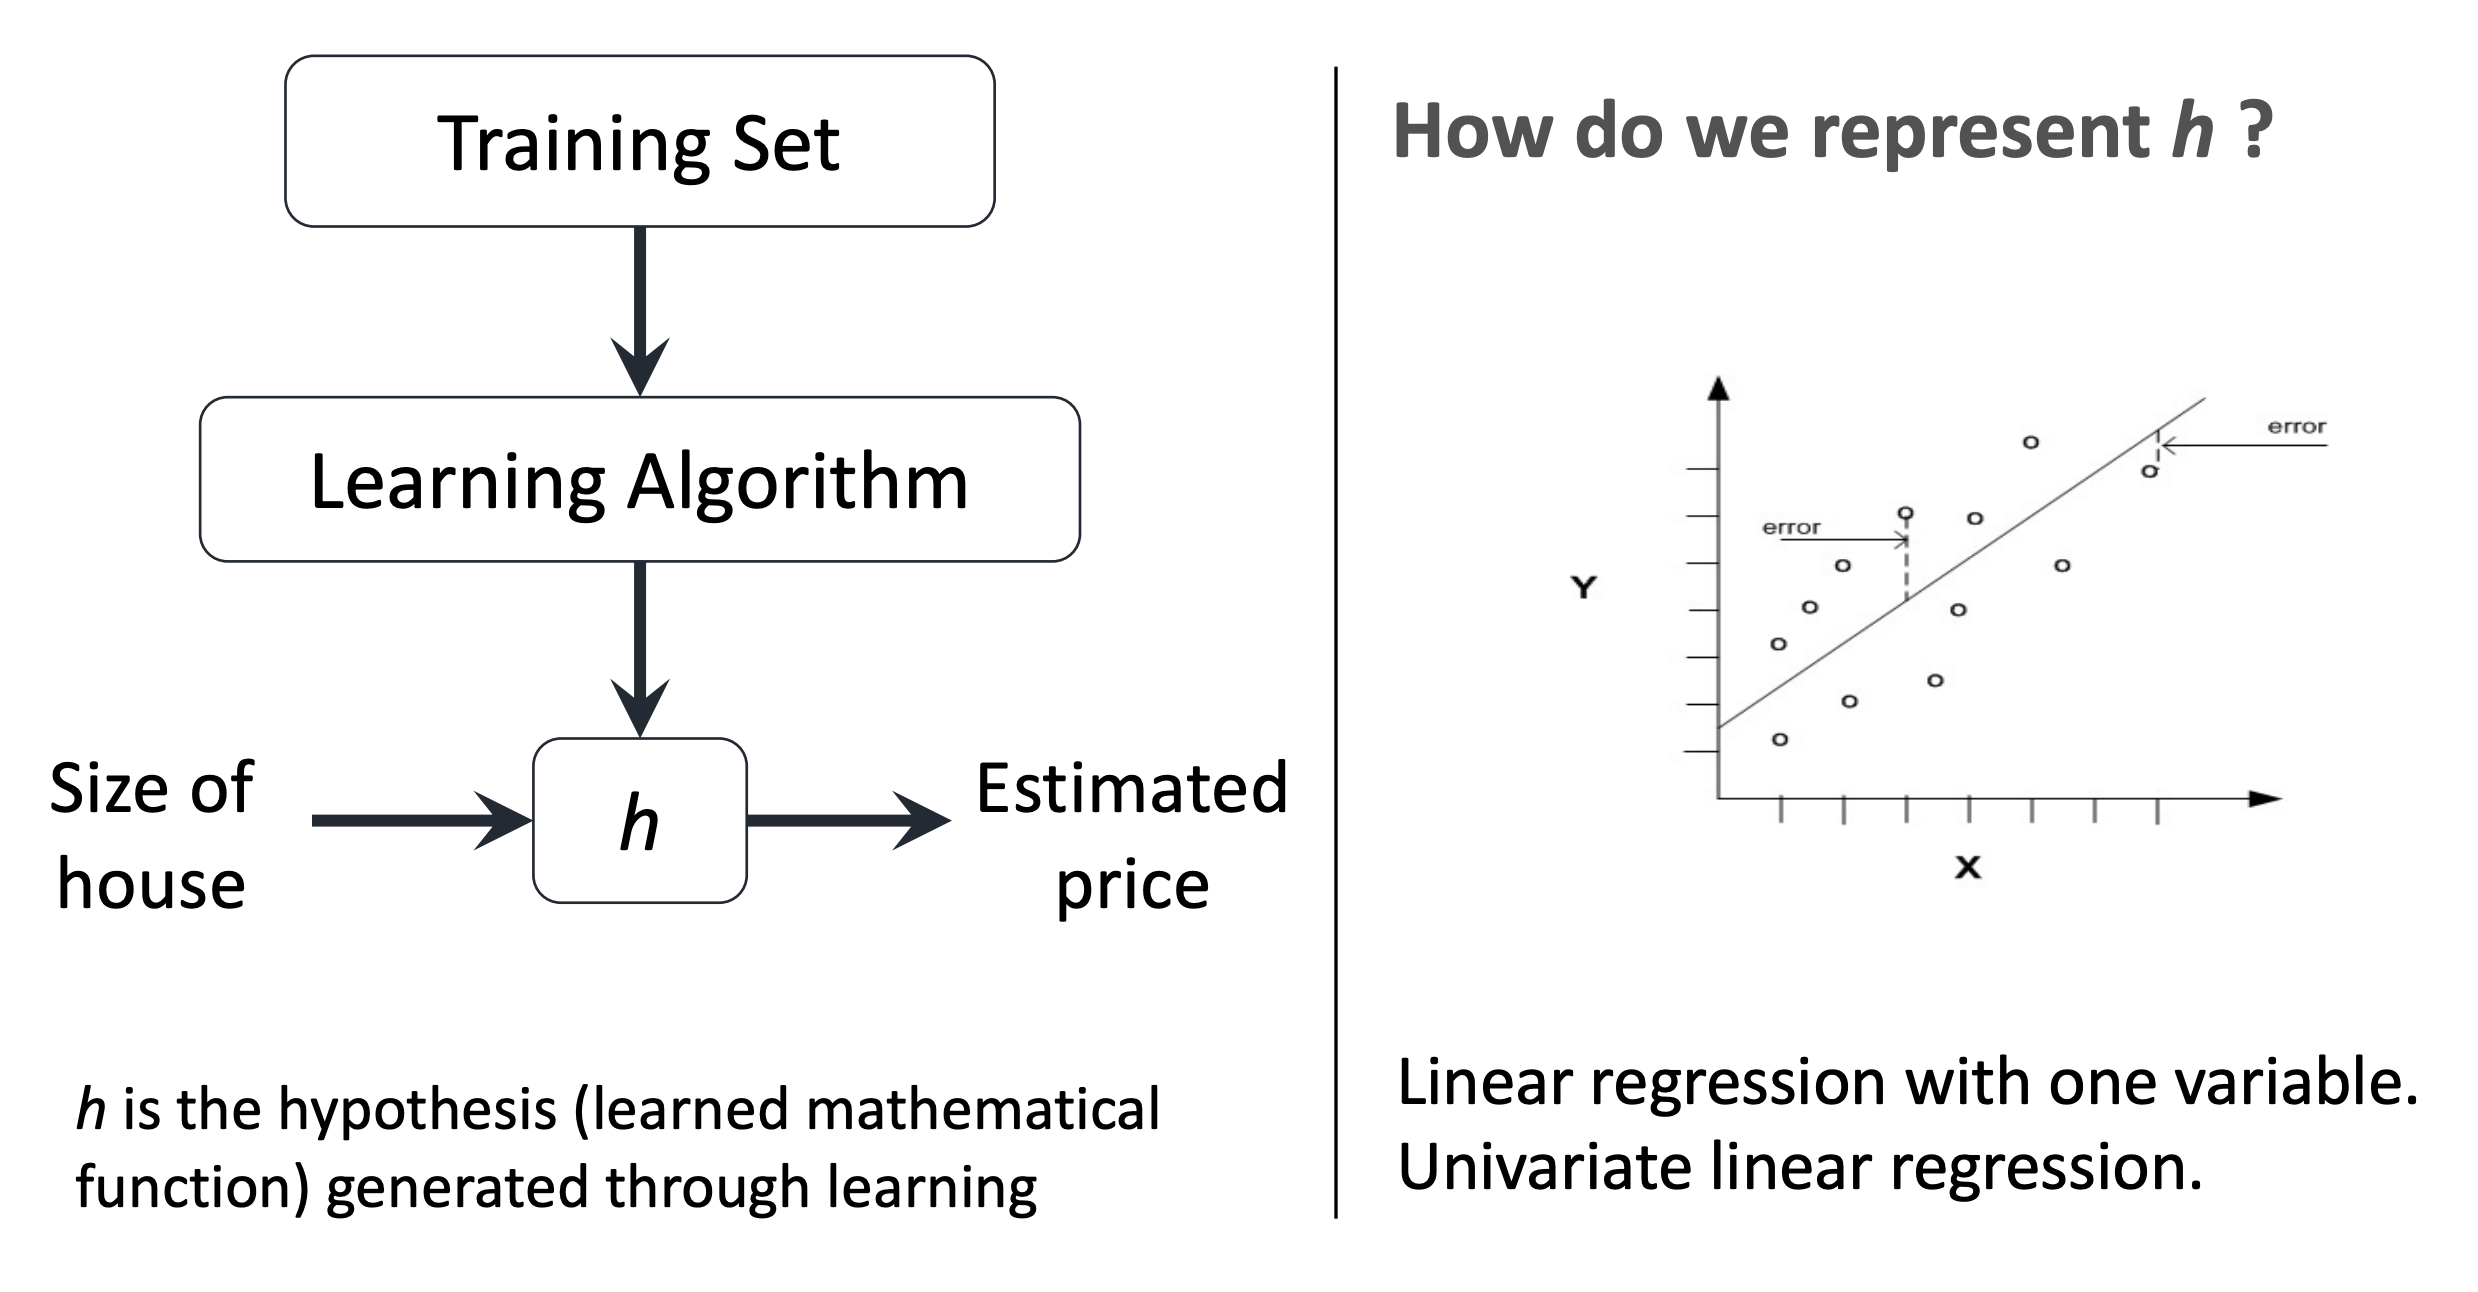 Training Set
Learning Algorithm
Size of
house
h
Estimated
price
h is the hypothesis (learned mathematical
function) generated through learning
How do we represent h ?
error
error
Y
X
Linear regression with one variable.
Univariate linear regression.